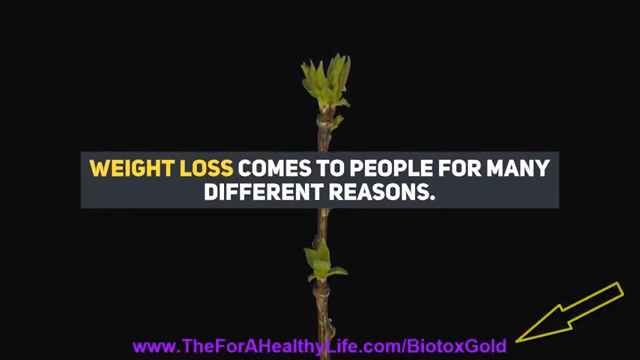 WEIGHT LOSS COMES TO PEOPLE FOR MANY
DIFFERENT REASONS.
www.TheForAHealthyLife.com/BiotoxGold